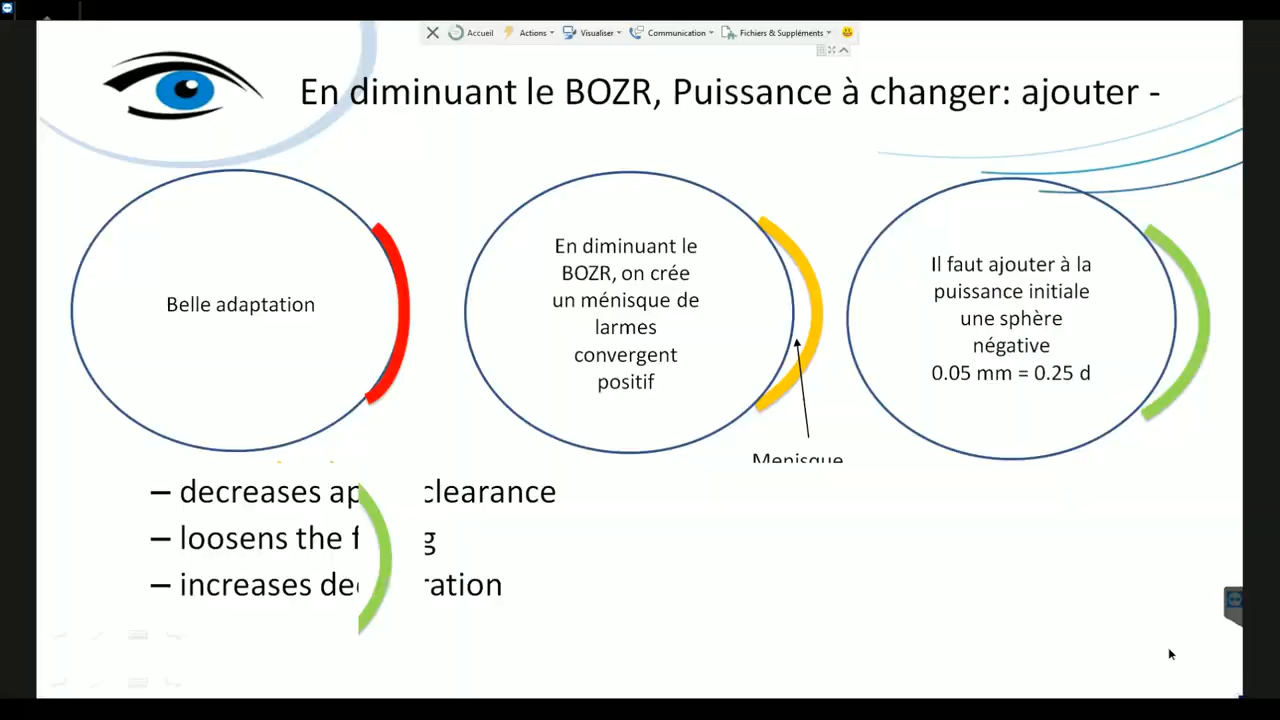 Accueil Actions Visualiser Communication Fichiers & Suppléments
En diminuant le BOZR, Puissance à changer: ajouter -
Belle adaptation
En diminuant le
BOZR, on crée
un ménisque de
larmes
convergent
positif
Il faut ajouter à la
puissance initiale
une sphère
négative
0.05 mm = 0.25 d
Menisque
– decreases ap clearance
– loosens the f g
– increases dec ration